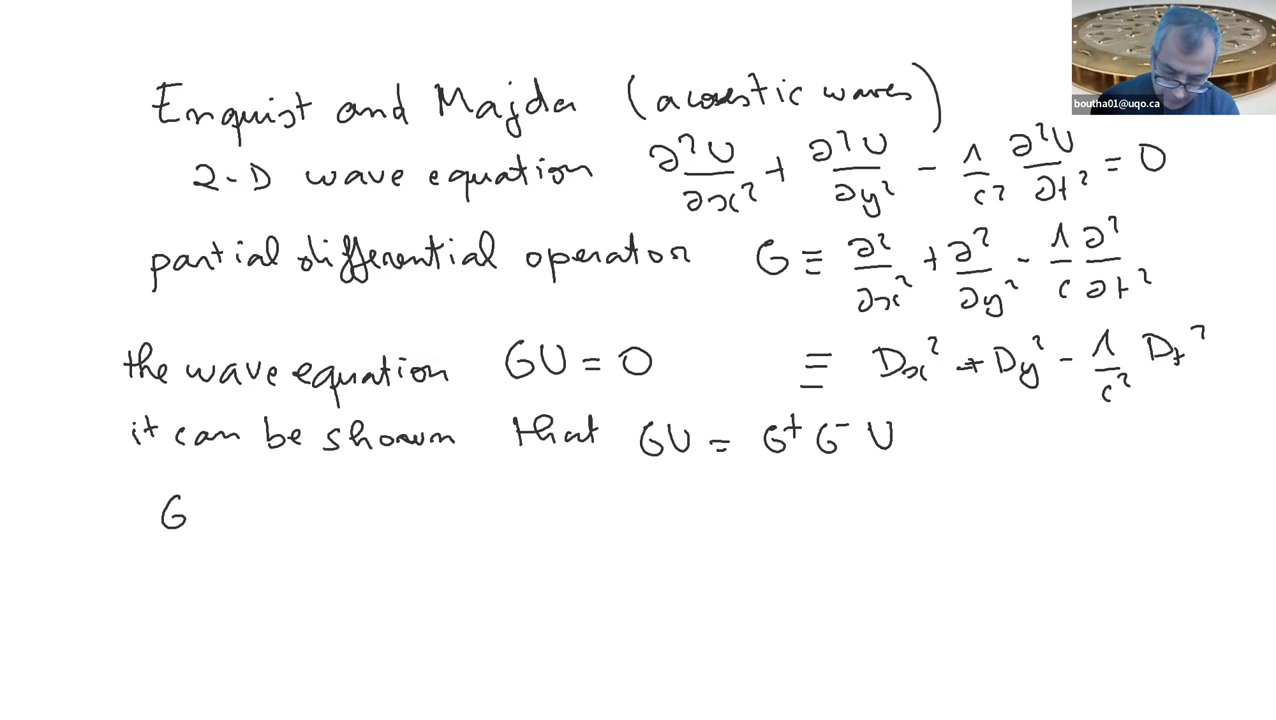 boutha01@uqo.ca
Enquist and Majda (acoustic waves)
2-D wave equation ∂²U/∂x² + ∂²U/∂y² - 1/c² ∂²U/∂t² = 0
partial differential operator G ≡ ∂²/∂x² + ∂²/∂y² - 1/c ∂²/∂t²
the wave equation GU = 0 ≡ Dx² + Dy² - 1/c² Dt²
it can be shown that GU = G⁺ G⁻ U
G